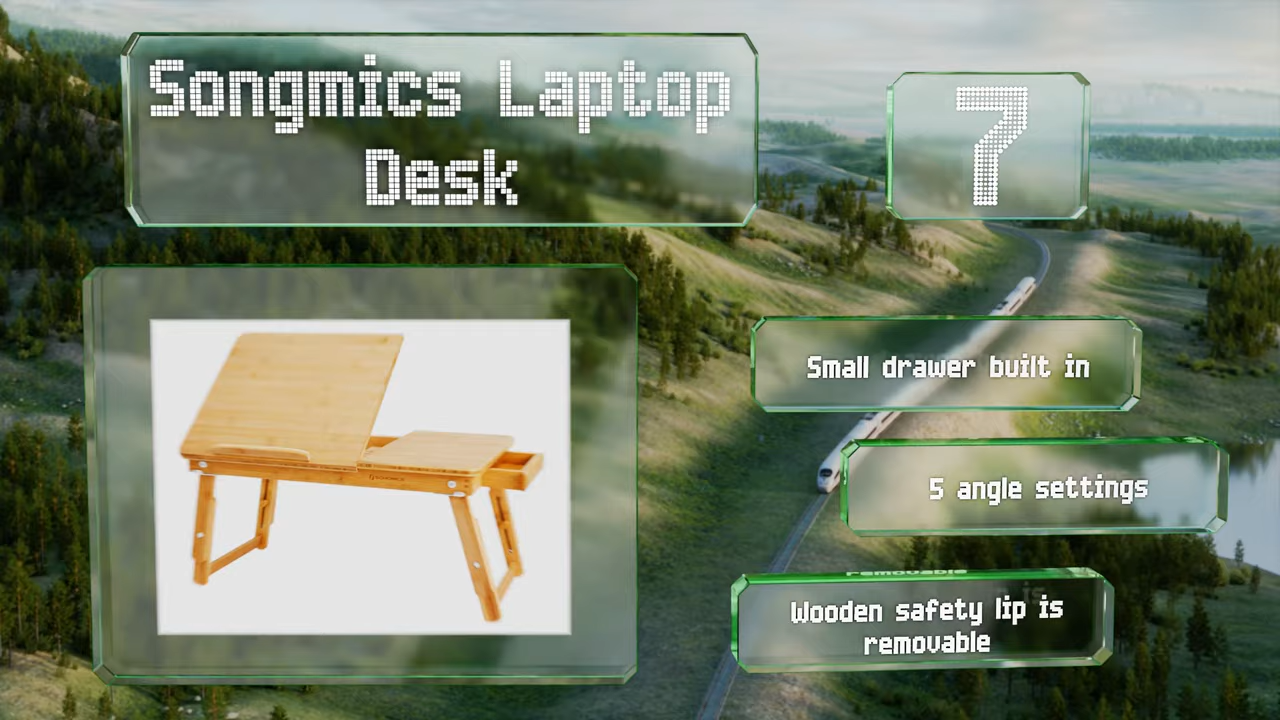 Songmics Laptop
Desk
7
Small drawer built in
5 angle settings
Wooden safety lip is
removable